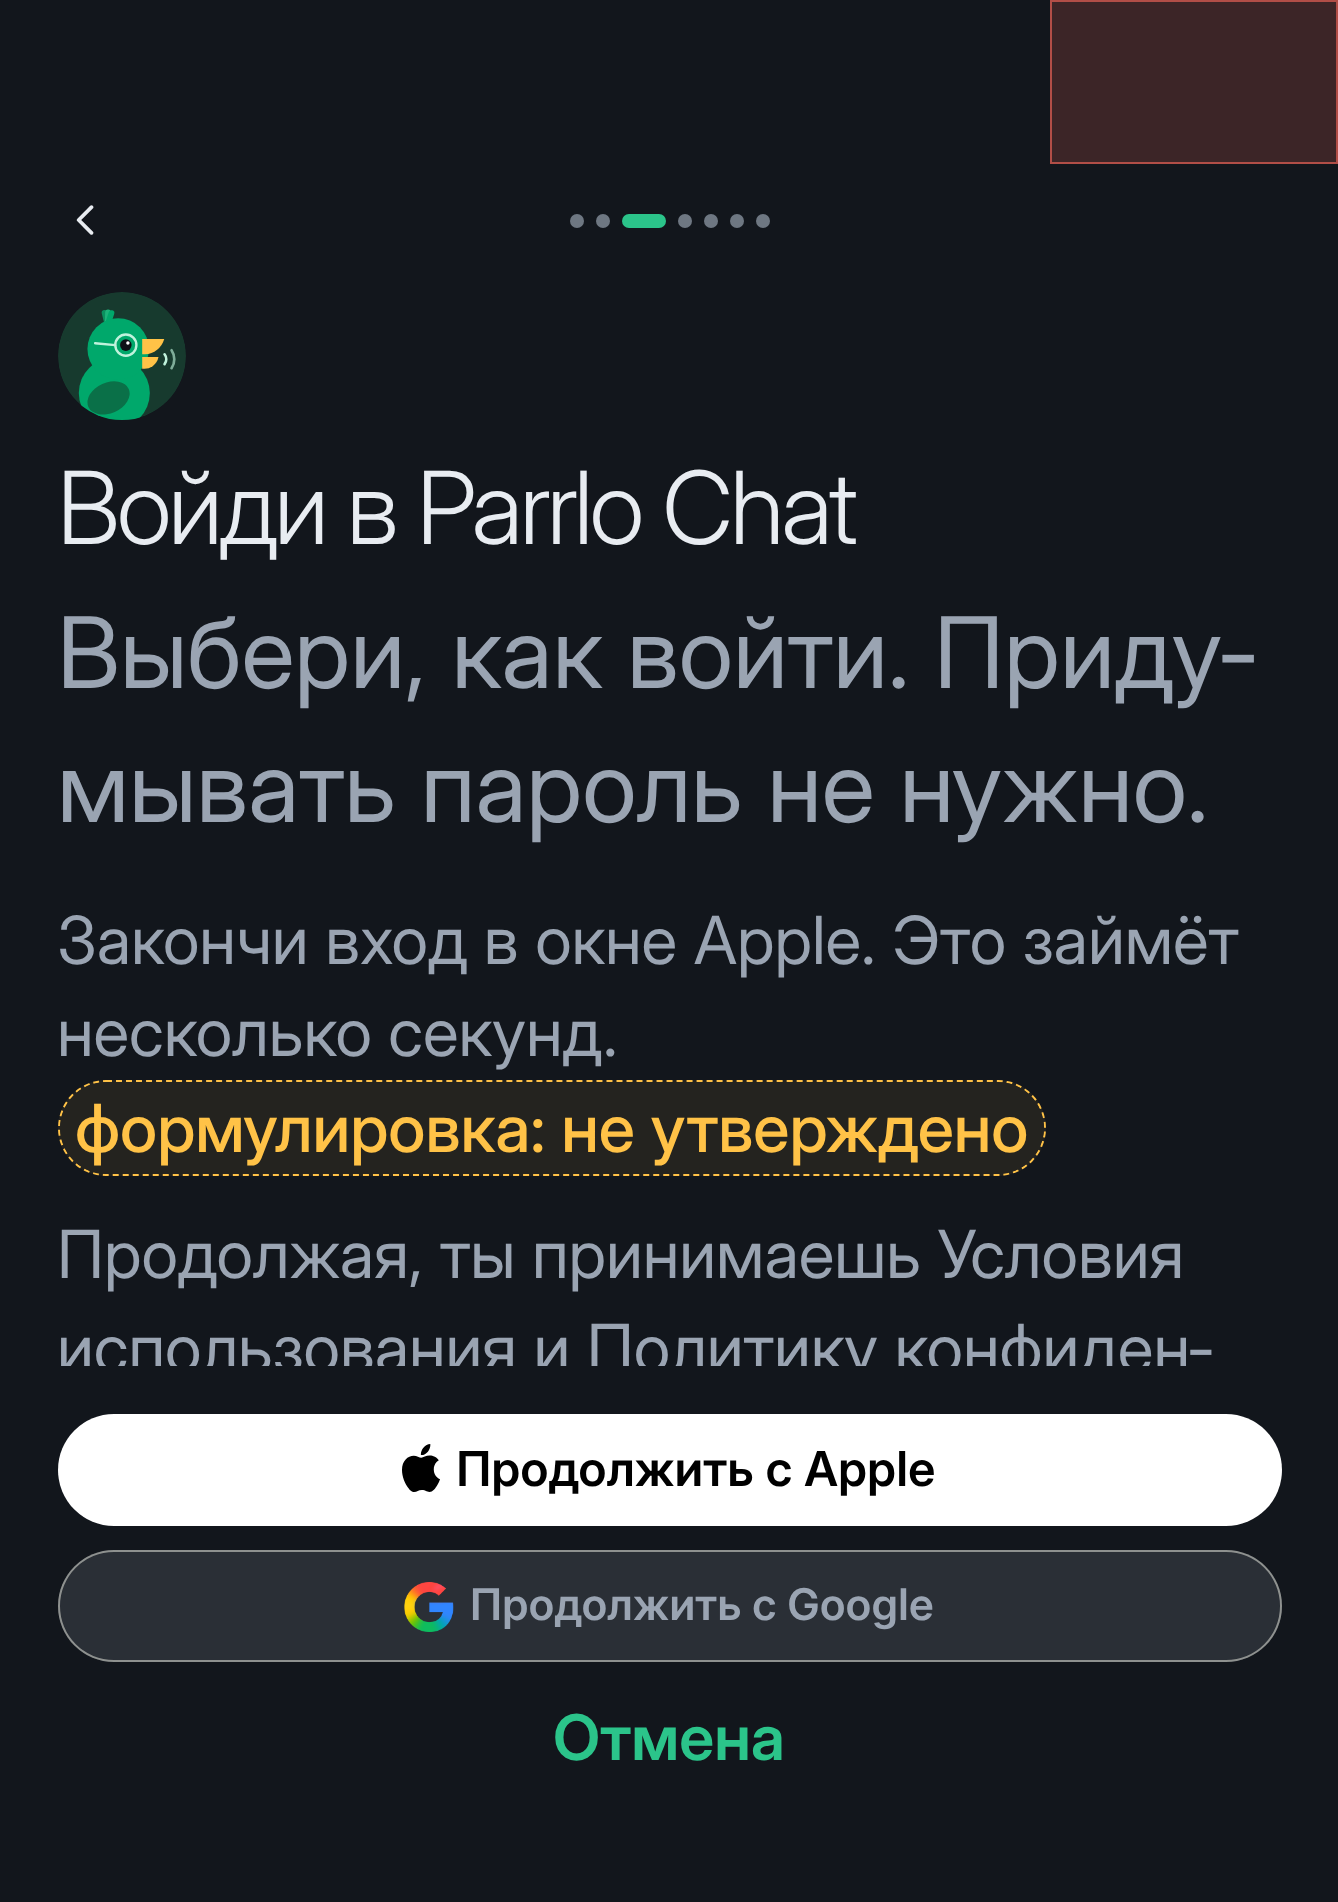 Войди в Parrlo Chat
Выбери, как войти. Приду-
мывать пароль не нужно.
Закончи вход в окне Apple. Это займёт
несколько секунд.
формулировка: не утверждено
Продолжая, ты принимаешь Условия
использования и Политику конфиден-
Продолжить с Apple
Продолжить с Google
Отмена